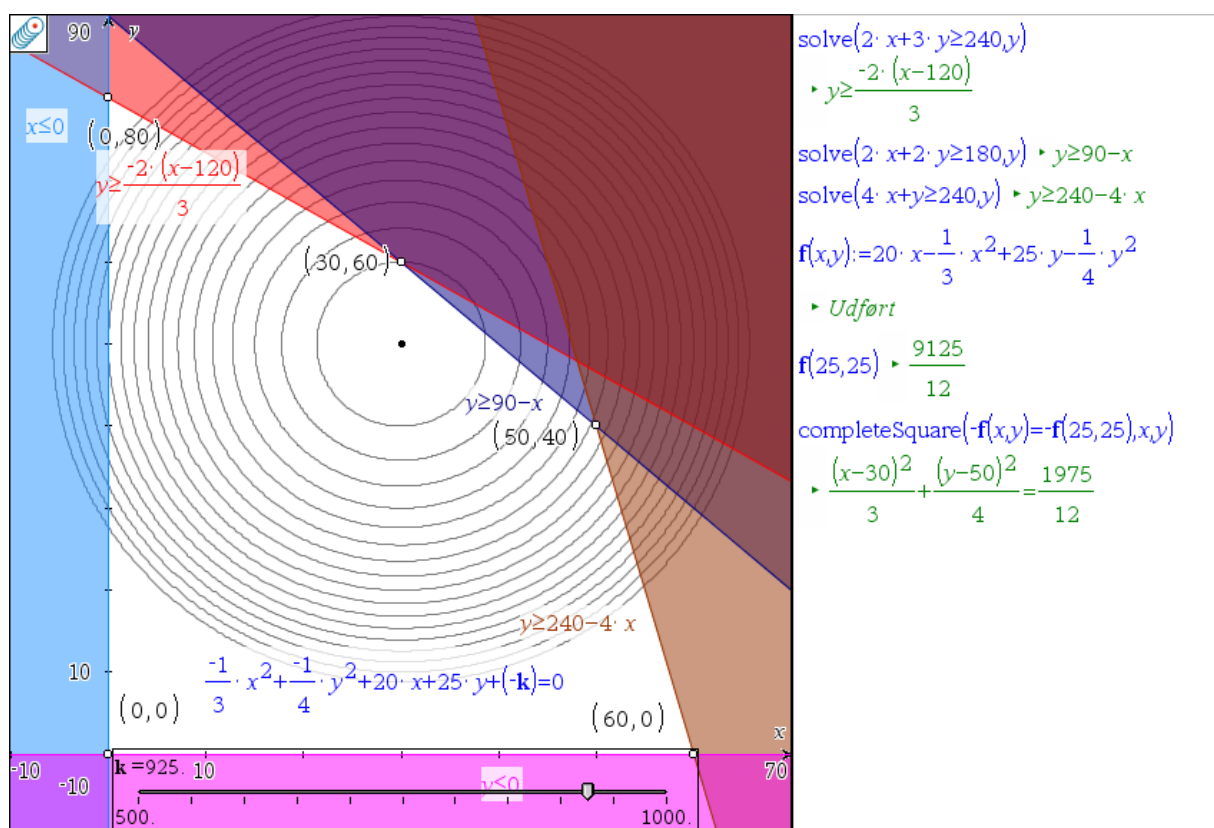 90 y
x≤0
(0,80)
y≥-2·(x-120)/3
(30,60)
y≥90-x
(50,40)
y≥240-4·x
10
-1/3·x²+-1/4·y²+20·x+25·y+(-k)=0
(0,0)
(60,0)
x
-10
-10
k=925. 10
70
y≤0
500.
1000.
solve(2·x+3·y≥240,y)
▸ y≥-2·(x-120)/3
solve(2·x+2·y≥180,y) ▸ y≥90-x
solve(4·x+y≥240,y) ▸ y≥240-4·x
f(x,y):=20·x-1/3·x²+25·y-1/4·y²
▸ Udført
f(25,25) ▸ 9125/12
completeSquare(-f(x,y)=-f(25,25),x,y)
▸ (x-30)²/3+(y-50)²/4=1975/12